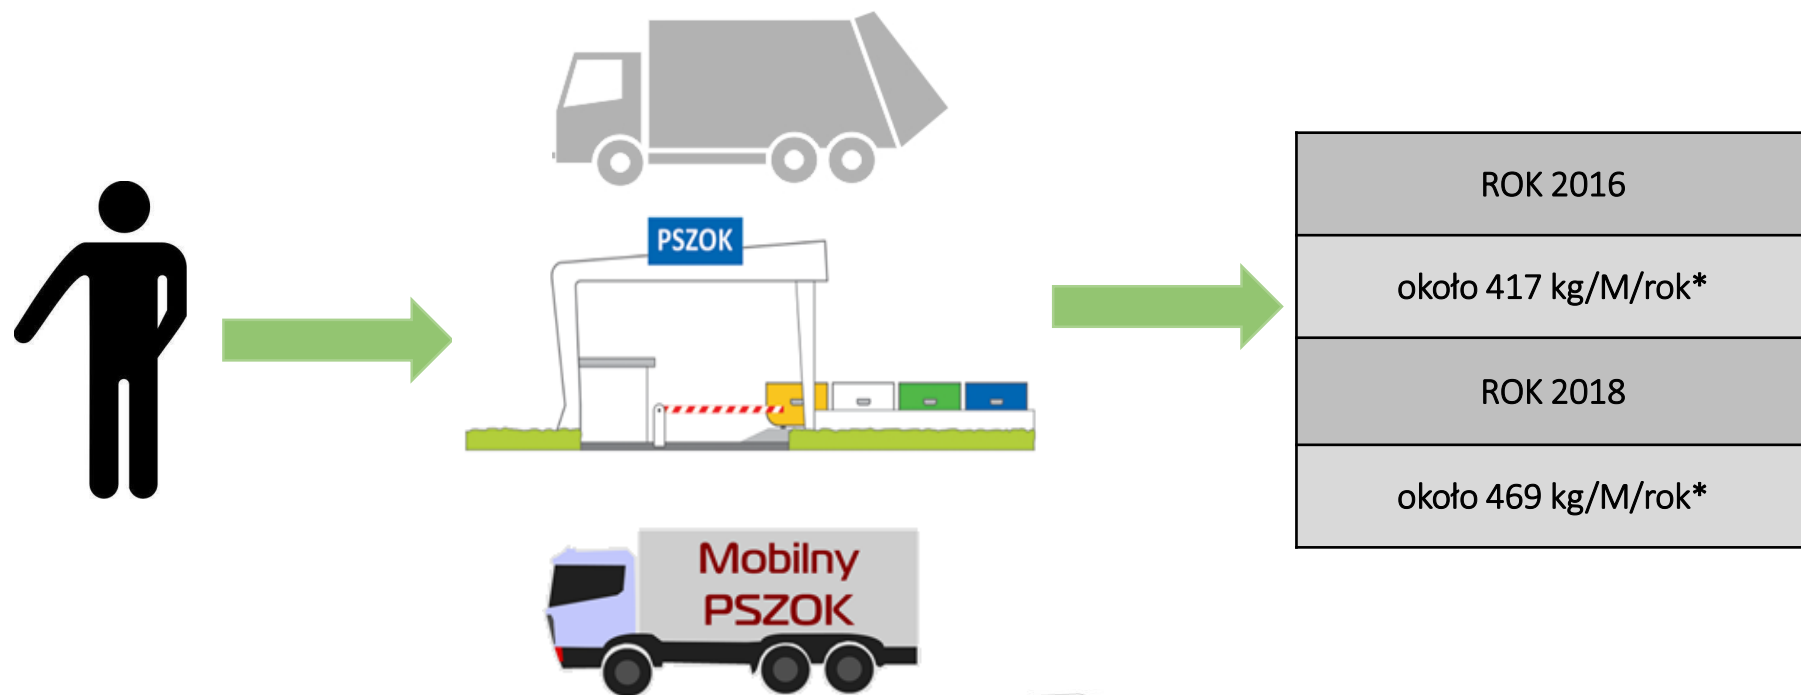 PSZOK
Mobilny
PSZOK
ROK 2016
około 417 kg/M/rok*
ROK 2018
około 469 kg/M/rok*